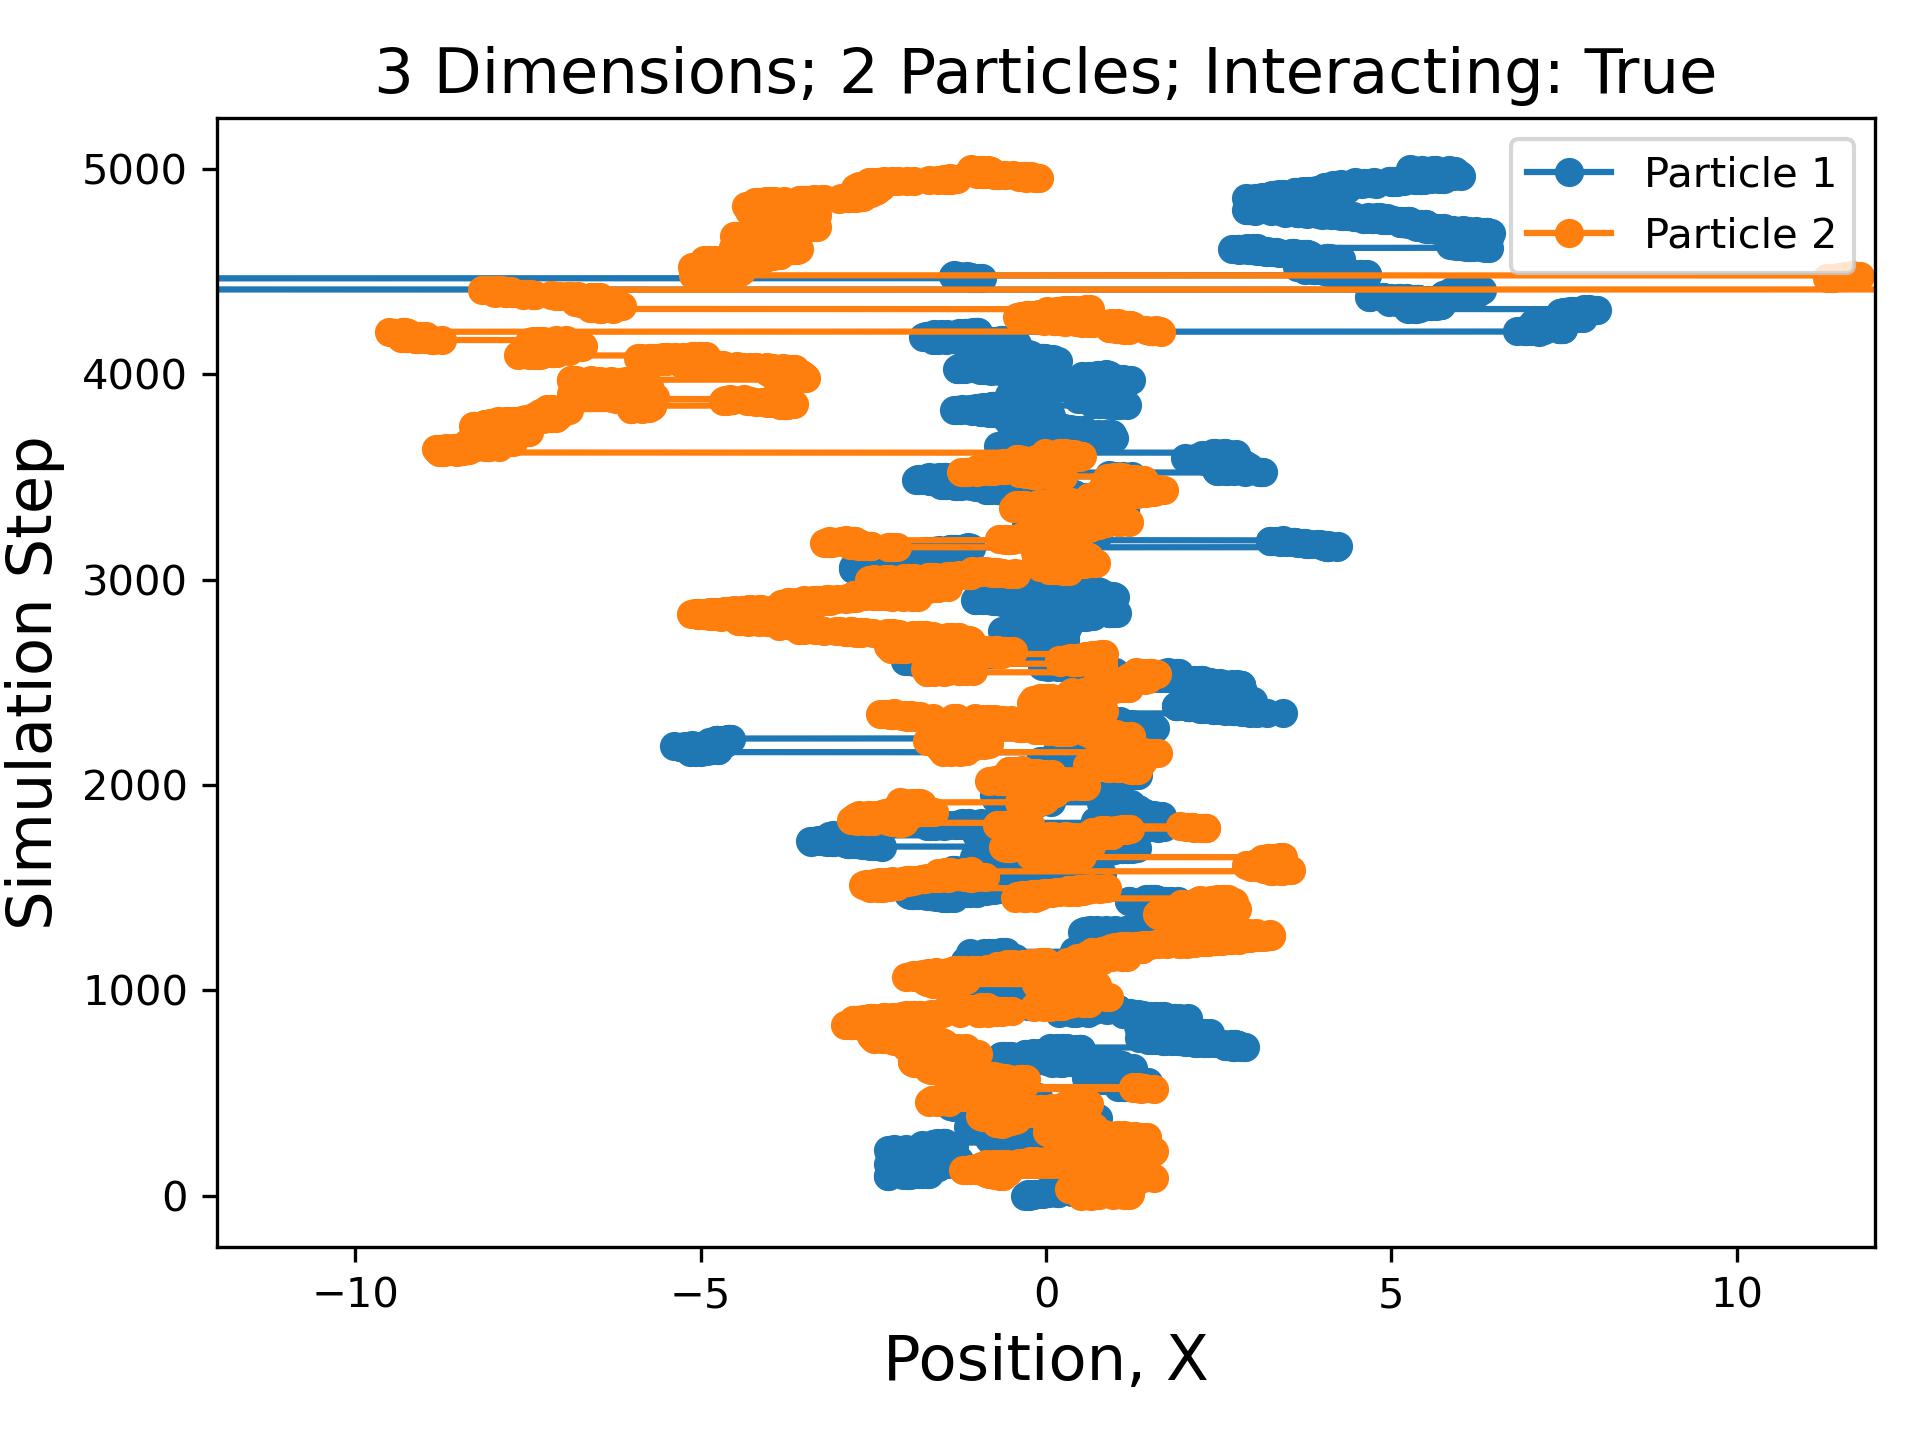 3 Dimensions; 2 Particles; Interacting: True
Particle 1
Particle 2
5000
4000
3000
2000
1000
0
Simulation Step
−10
−5
0
5
10
Position, X